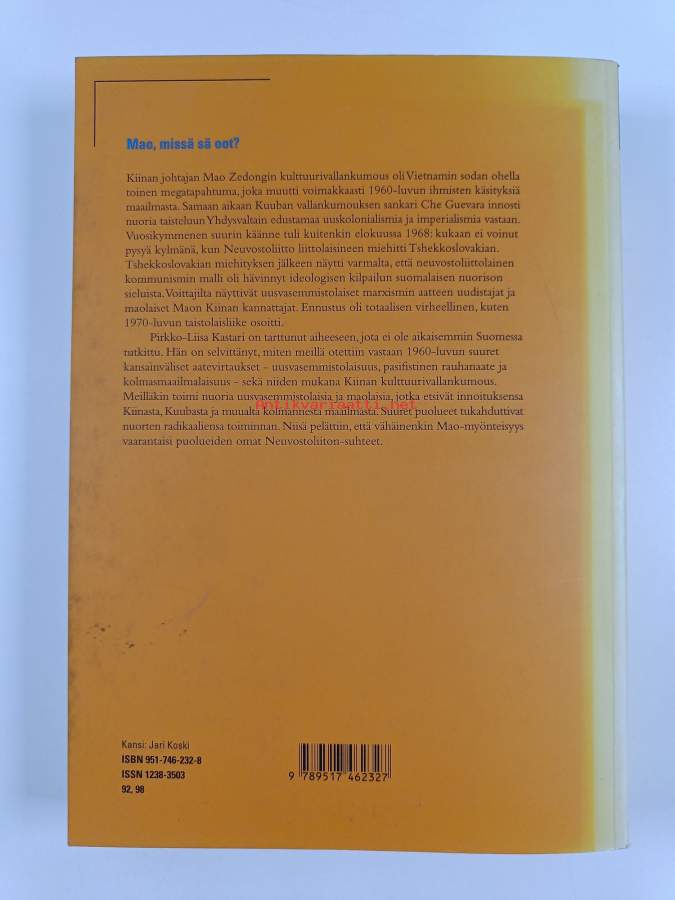 Mao, missä sä oot?
Kiinan johtajan Mao Zedongin kulttuurivallankumous oli Vietnamin sodan ohella
toinen megatapahtuma, joka muutti voimakkaasti 1960-luvun ihmisten käsityksiä
maailmasta. Samaan aikaan Kuuban vallankumouksen sankari Che Guevara innosti
nuoria taisteluun Yhdysvaltain edustamaa uuskolonialismia ja imperialismia vastaan.
Vuosikymmenen suurin käänne tuli kuitenkin elokuussa 1968: kukaan ei voinut
pysyä kylmänä, kun Neuvostoliitto liittolaisineen miehitti Tshekkoslovakian.
Tshekkoslovakian miehityksen jälkeen näytti varmalta, että neuvostoliittolainen
kommunismin malli oli hävinnyt ideologisen kilpailun suomalaisen nuorison
sieluista. Voittajilta näyttivät uusvasemmistolaiset marxismin aatteen uudistajat ja
maolaiset Maon Kiinan kannattajat. Ennustus oli totaalisen virheellinen, kuten
1970-luvun taistolaisliike osoitti.
Pirkko-Liisa Kastari on tarttunut aiheeseen, jota ei ole aikaisemmin Suomessa
tutkittu. Hän on selvittänyt, miten meillä otettiin vastaan 1960-luvun suuret
kansainväliset aatevirtaukset - uusvasemmistolaisuus, pasifistinen rauhanaate ja
kolmasmaailmalaisuus - sekä niiden mukana Kiinan kulttuurivallankumous.
Meilläkin toimi nuoria uusvasemmistolaisia ja maolaisia, jotka etsivät innoituksensa
Kiinasta, Kuubasta ja muualta kolmannesta maailmasta. Suuret puolueet tukahduttivat
nuorten radikaaliensa toiminnan. Niisä pelättiin, että vähäinenkin Mao-myönteisyys
vaarantaisi puolueiden omat Neuvostoliiton-suhteet.
Antikvariaatti.net
Kansi: Jari Koski
ISBN 951-746-232-8
ISSN 1238-3503
92, 98
9 789517 462327